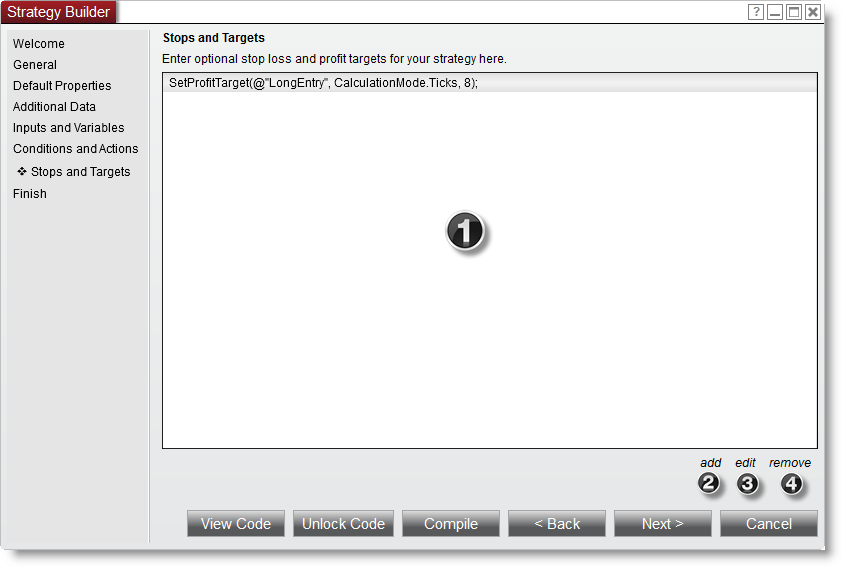 Strategy Builder
?
Welcome
General
Default Properties
Additional Data
Inputs and Variables
Conditions and Actions
Stops and Targets
Finish
Stops and Targets
Enter optional stop loss and profit targets for your strategy here.
SetProfitTarget(@"LongEntry", CalculationMode.Ticks, 8);
1
add edit remove
2 3 4
View Code Unlock Code Compile < Back Next > Cancel